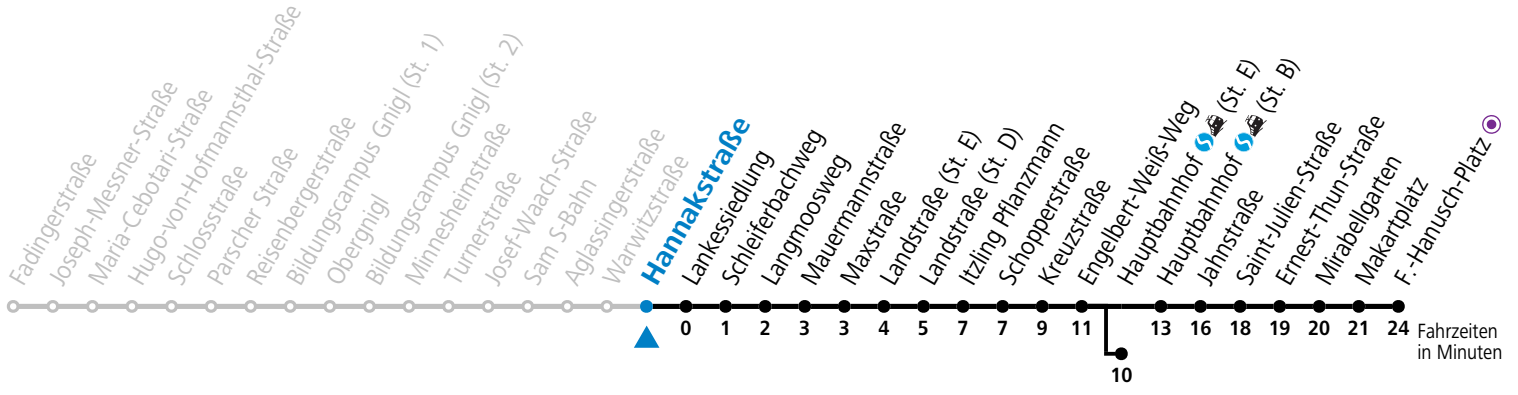 Fadingerstraße
Joseph-Messner-Straße
Maria-Cebotari-Straße
Hugo-von-Hofmannsthal-Straße
Schlossstraße
Parscher Straße
Reisenbergerstraße
Bildungscampus Gnigl (St. 1)
Obergnigl
Bildungscampus Gnigl (St. 2)
Minnesheimstraße
Turnerstraße
Josef-Waach-Straße
Sam S-Bahn
Aglassingerstraße
Warwitzstraße
Hannakstraße
Lankessiedlung
Schleiferbachweg
Langmoosweg
Mauermannstraße
Maxstraße
Landstraße (St. E)
Landstraße (St. D)
Itzling Pflanzmann
Schopperstraße
Kreuzstraße
Engelbert-Weiß-Weg
Hauptbahnhof (St. E)
Hauptbahnhof (St. B)
Jahnstraße
Saint-Julien-Straße
Ernest-Thun-Straße
Mirabellgarten
Makartplatz
F.-Hanusch-Platz
0 1 2 3 3 4 5 7 7 9 11 13 16 18 19 20 21 24 Fahrzeiten
in Minuten
10